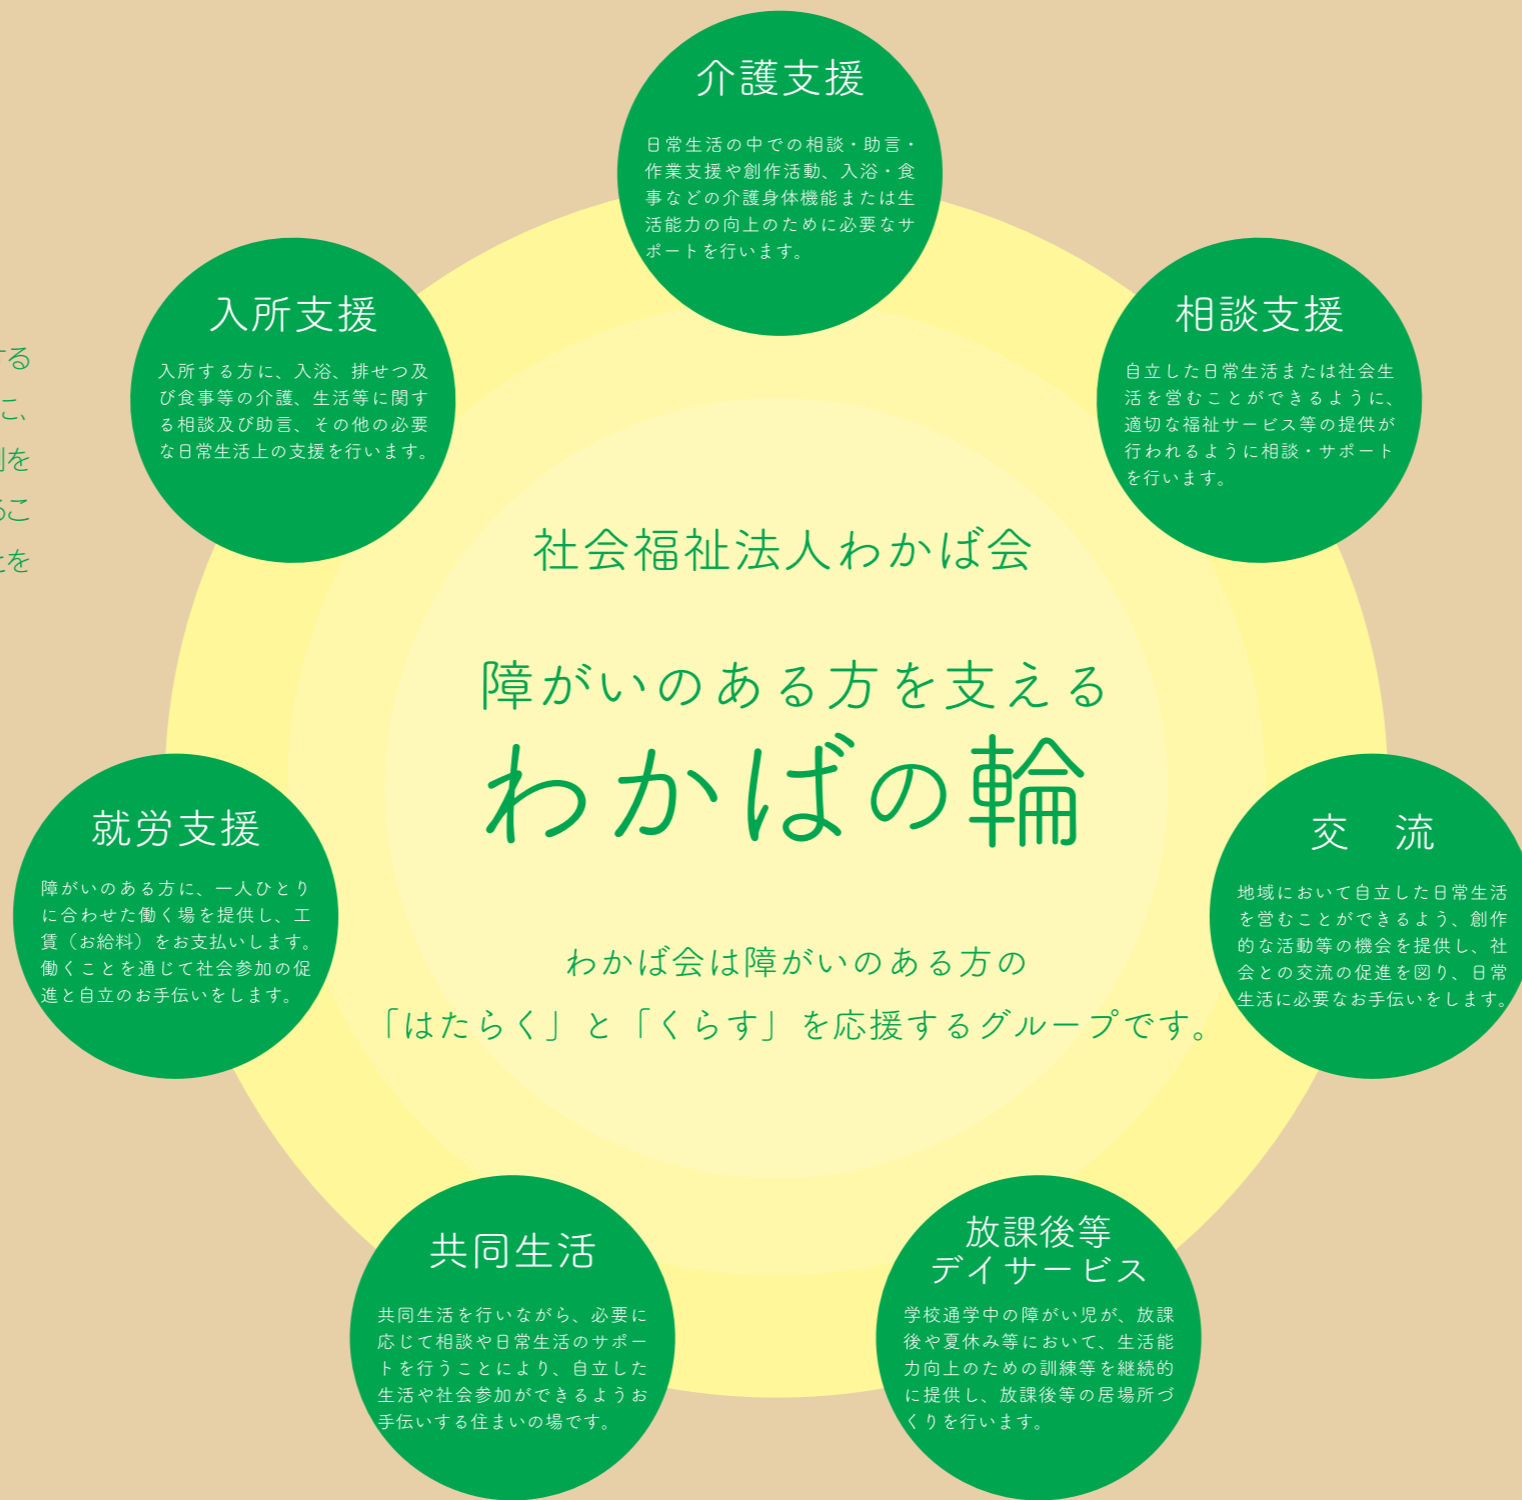 介護支援
日常生活の中での相談・助言・
作業支援や創作活動、入浴・食
事などの介護身体機能または生
活能力の向上のために必要なサ
ポートを行います。
入所支援
入所する方に、入浴、排せつ及
び食事等の介護、生活等に関す
る相談及び助言、その他の必要
な日常生活上の支援を行います。
相談支援
自立した日常生活または社会生
活を営むことができるように、
適切な福祉サービス等の提供が
行われるように相談・サポート
を行います。
する
に、
を
るこ
とを
社会福祉法人わかば会
障がいのある方を支える
わかばの輪
わかば会は障がいのある方の
「はたらく」と「くらす」を応援するグループです。
就労支援
障がいのある方に、一人ひとり
に合わせた働く場を提供し、工
賃（お給料）をお支払いします。
働くことを通じて社会参加の促
進と自立のお手伝いをします。
交　流
地域において自立した日常生活
を営むことができるよう、創作
的な活動等の機会を提供し、社
会との交流の促進を図り、日常
生活に必要なお手伝いをします。
共同生活
共同生活を行いながら、必要に
応じて相談や日常生活のサポー
トを行うことにより、自立した
生活や社会参加ができるようお
手伝いする住まいの場です。
放課後等
デイサービス
学校通学中の障がい児が、放課
後や夏休み等において、生活能
力向上のための訓練等を継続的
に提供し、放課後等の居場所づ
くりを行います。